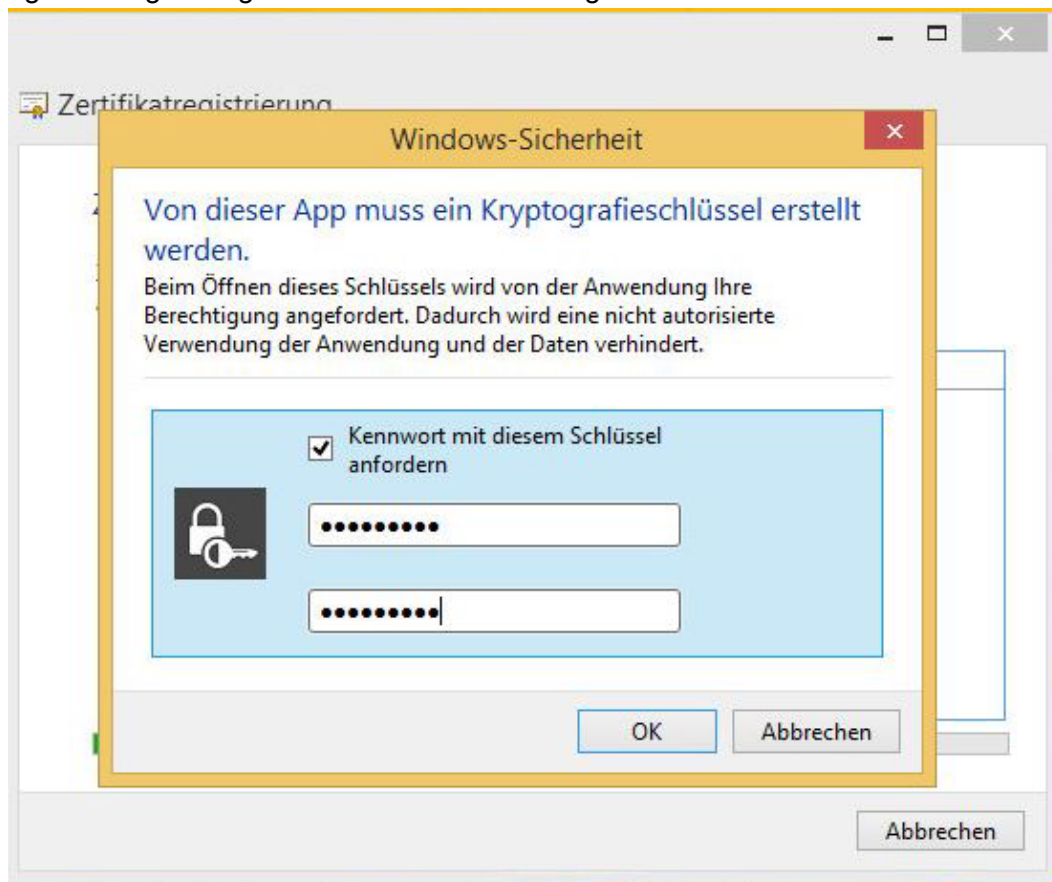 Zertifikatregistrierung
Windows-Sicherheit
Von dieser App muss ein Kryptografieschlüssel erstellt
werden.
Beim Öffnen dieses Schlüssels wird von der Anwendung Ihre
Berechtigung angefordert. Dadurch wird eine nicht autorisierte
Verwendung der Anwendung und der Daten verhindert.
Kennwort mit diesem Schlüssel
anfordern
●●●●●●●●●
●●●●●●●●●
OK Abbrechen
Abbrechen